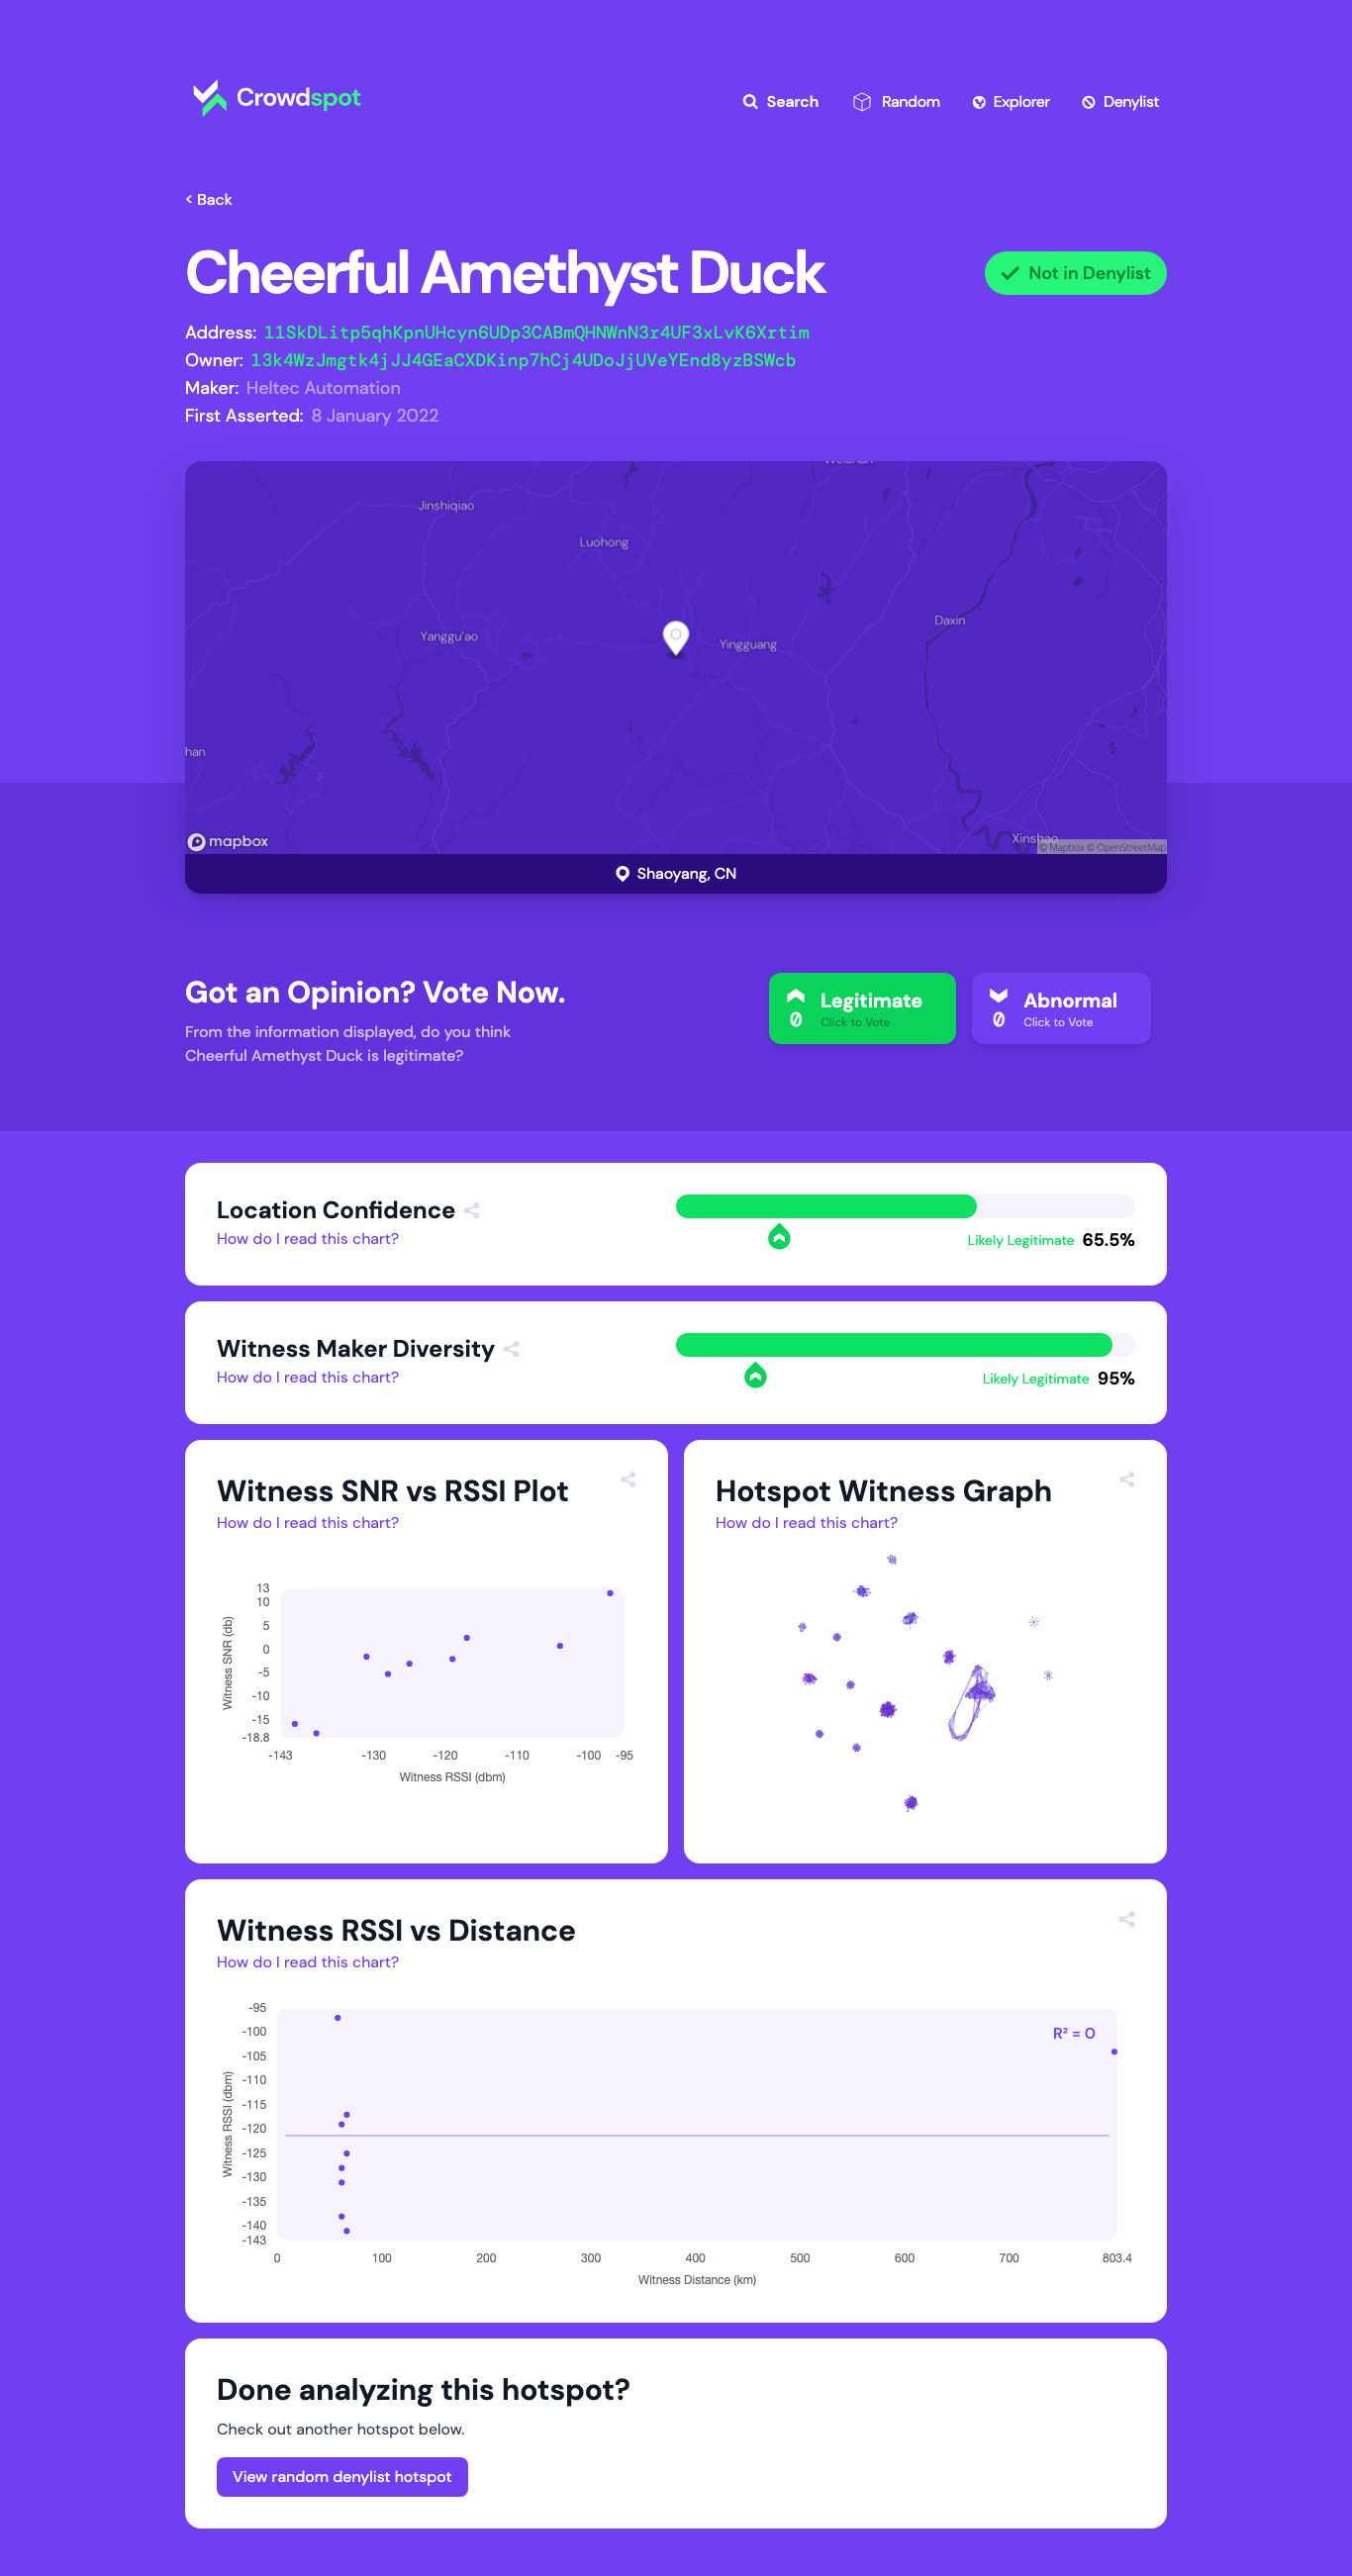 Crowdspot
Search Random Explorer Denylist
< Back
Cheerful Amethyst Duck
Not in Denylist
Address: 11SkDLitp5qhKpnUHcyn6UDp3CABmQHNWnN3r4UF3xLvK6Xrtim
Owner: 13k4WzJmgtk4jJJ4GEaCXDKinp7hCj4UDoJjUVeYEnd8yzBSWcb
Maker: Heltec Automation
First Asserted: 8 January 2022
Jinshiqiao
Luohong
Daxin
Yanggu'ao
Yingguang
han
Xinshao
mapbox
© Mapbox © OpenStreetMap
Shaoyang, CN
Got an Opinion? Vote Now.
From the information displayed, do you think
Cheerful Amethyst Duck is legitimate?
0 Legitimate
Click to Vote
0 Abnormal
Click to Vote
Location Confidence
How do I read this chart?
Likely Legitimate 65.5%
Witness Maker Diversity
How do I read this chart?
Likely Legitimate 95%
Witness SNR vs RSSI Plot
How do I read this chart?
Witness SNR (db)
13
10
5
0
-5
-10
-15
-18.8
-143 -130 -120 -110 -100 -95
Witness RSSI (dbm)
Hotspot Witness Graph
How do I read this chart?
Witness RSSI vs Distance
How do I read this chart?
Witness RSSI (dbm)
-95
-100
-105
-110
-115
-120
-125
-130
-135
-140
-143
R² = 0
0 100 200 300 400 500 600 700 803.4
Witness Distance (km)
Done analyzing this hotspot?
Check out another hotspot below.
View random denylist hotspot